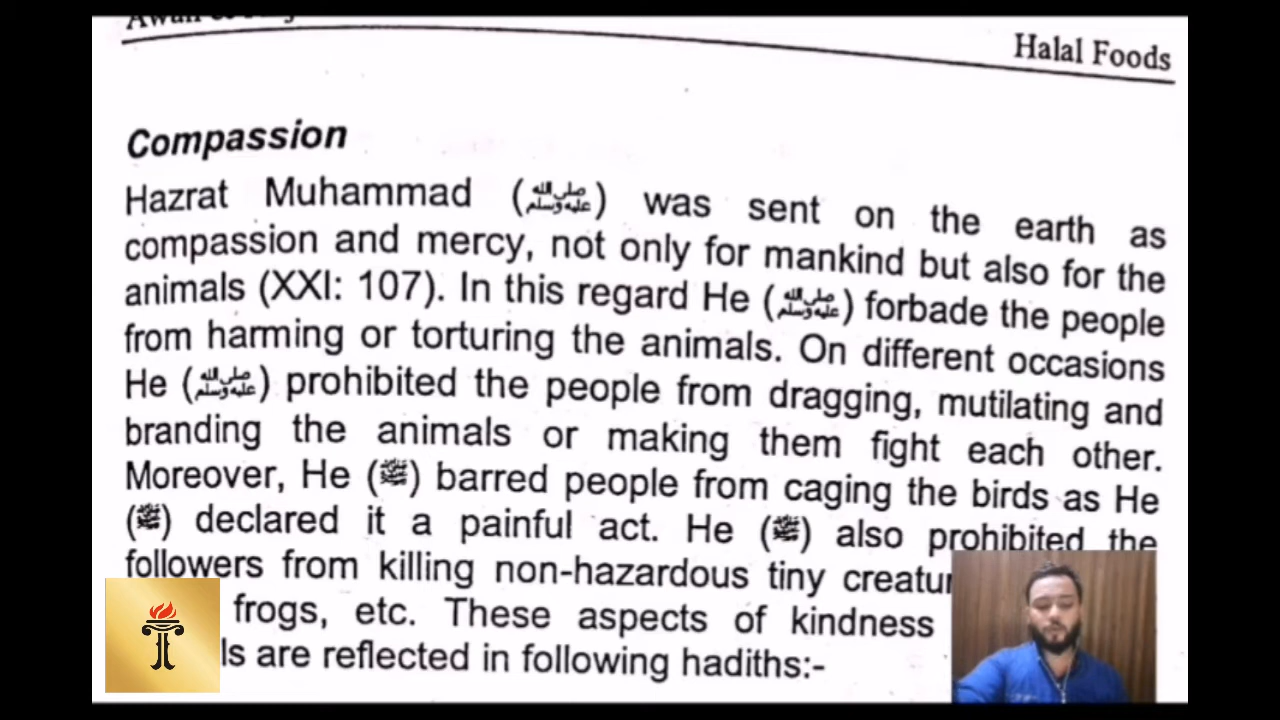 Halal Foods
Compassion
Hazrat Muhammad (صلى الله عليه وسلم) was sent on the earth as
compassion and mercy, not only for mankind but also for the
animals (XXI: 107). In this regard He (صلى الله عليه وسلم) forbade the people
from harming or torturing the animals. On different occasions
He (صلى الله عليه وسلم) prohibited the people from dragging, mutilating and
branding the animals or making them fight each other.
Moreover, He (ﷺ) barred people from caging the birds as He
(ﷺ) declared it a painful act. He (ﷺ) also prohibited the
followers from killing non-hazardous tiny
frogs, etc. These aspects of kindness
are reflected in following hadiths:-